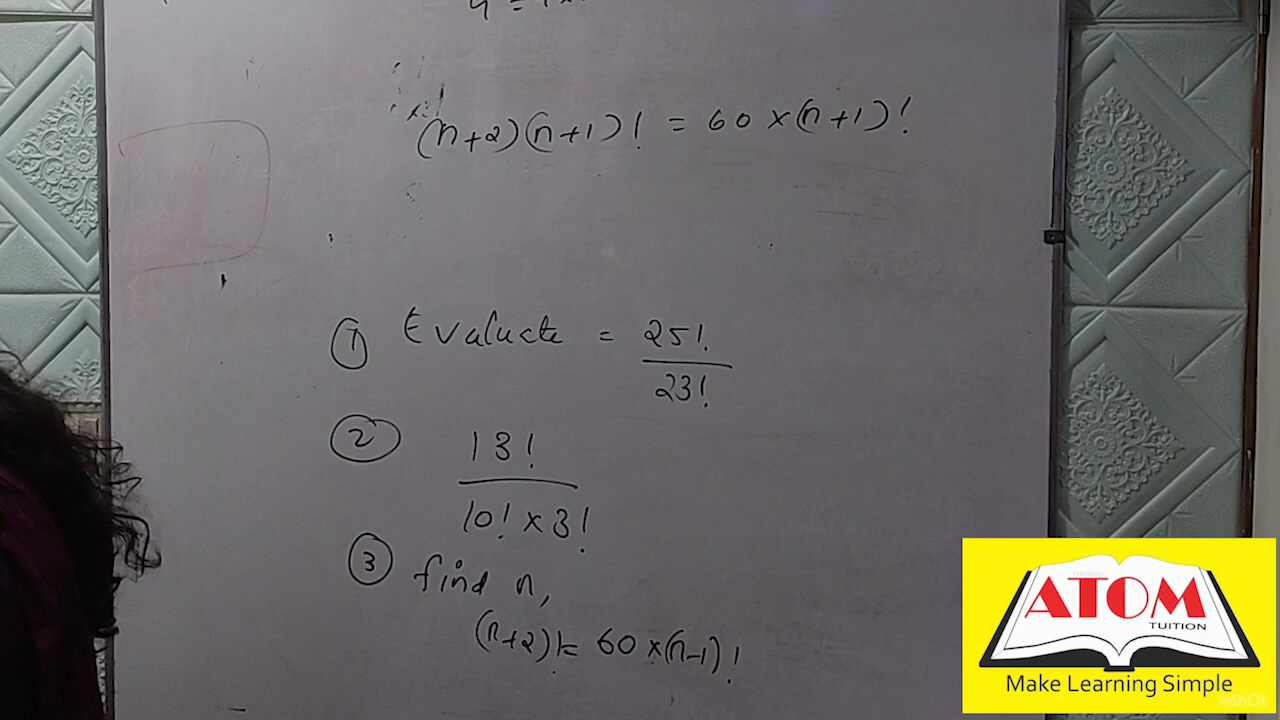 (n+2)(n+1)! = 60 x (n+1)!
① Evaluate = 25!
23!
② 13!
10! x 3!
③ find n,
(n+2)! = 60 x (n-1)!
ATOM
TUITION
Make Learning Simple
InShOt